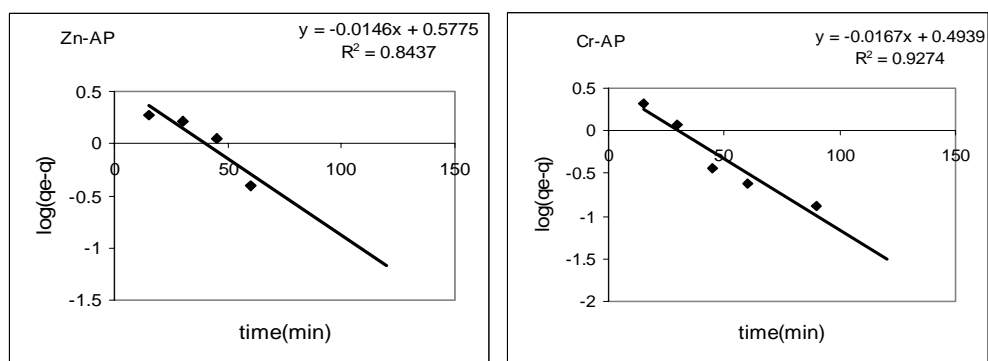 Zn-AP
y = -0.0146x + 0.5775
R² = 0.8437
0.5
0
-0.5
-1
-1.5
0
50
100
150
log(qe-q)
time(min)
Cr-AP
y = -0.0167x + 0.4939
R² = 0.9274
0.5
0
-0.5
-1
-1.5
-2
0
50
100
150
log(qe-q)
time(min)